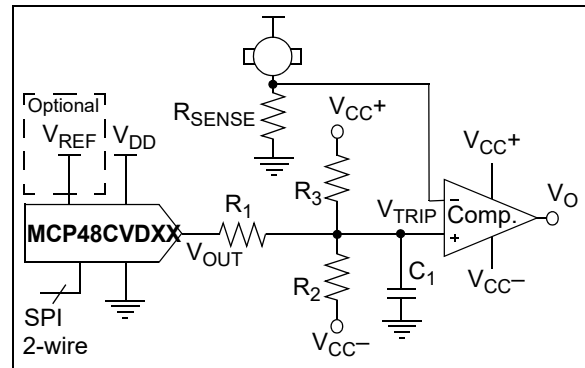 Optional
VREF
VDD
RSENSE
VCC+
R3
VCC+
VO
MCP48CVDXX
R1
VTRIP
Comp.
−
+
VOUT
R2
C1
VCC−
VCC−
SPI
2-wire